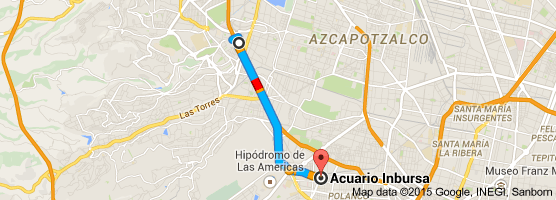 AZCAPOTZALCO
Las Torres
SANTA MARÍA
INSURGENTES
SANTA MARÍA
LA RIBERA
TEPIT
Hipódromo de
Las Américas
Acuario Inbursa
Museo Franz M
POLANCO
Map data ©2015 Google, INEGI, Sanborn